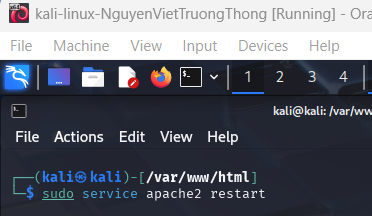 kali-linux-NguyenVietTruongThong [Running] - Ora
File Machine View Input Devices Help
1 2 3 4
kali@kali: /var/ww
File Actions Edit View Help
┌──(kali㉿kali)-[/var/www/html]
└─$ sudo service apache2 restart